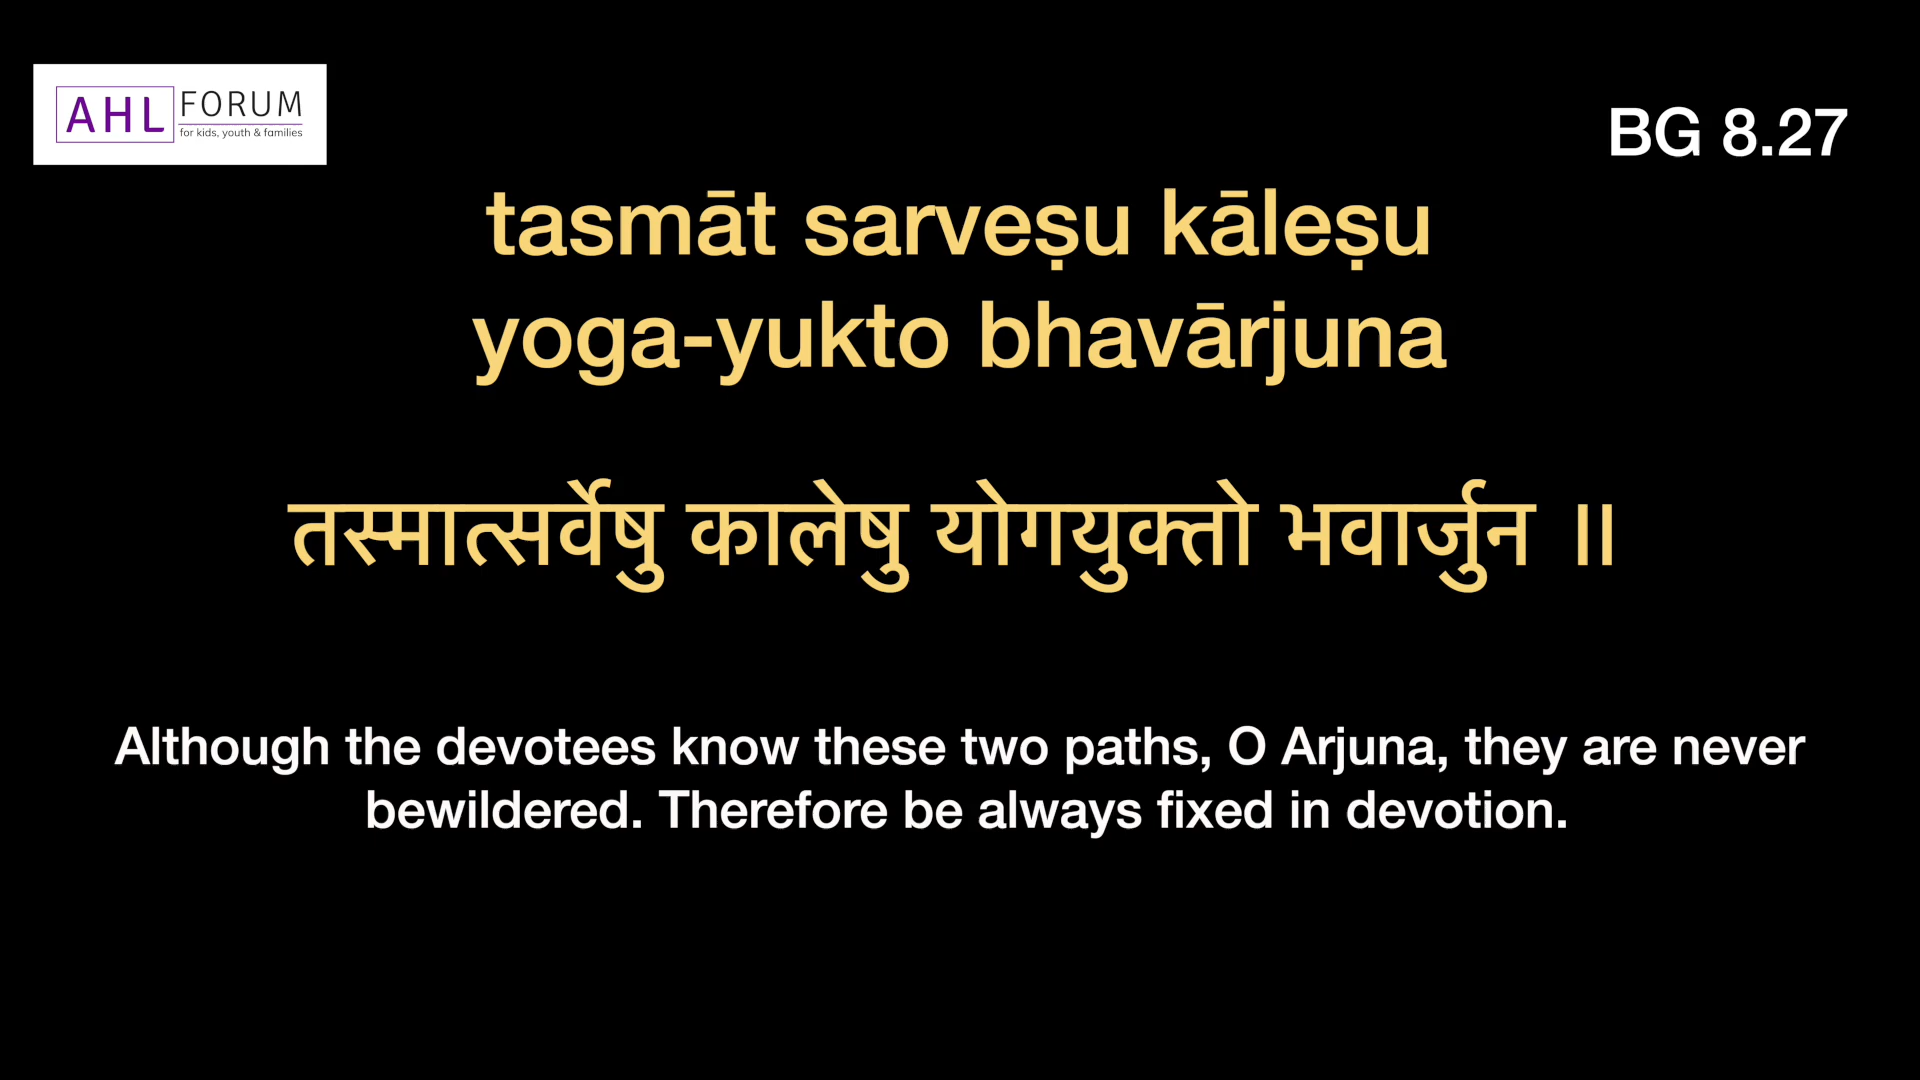 AHL FORUM
for kids, youth & families
BG 8.27
tasmāt sarveṣu kāleṣu
yoga-yukto bhavārjuna
तस्मात्सर्वेषु कालेषु योगयुक्तो भवार्जुन ॥
Although the devotees know these two paths, O Arjuna, they are never
bewildered. Therefore be always fixed in devotion.